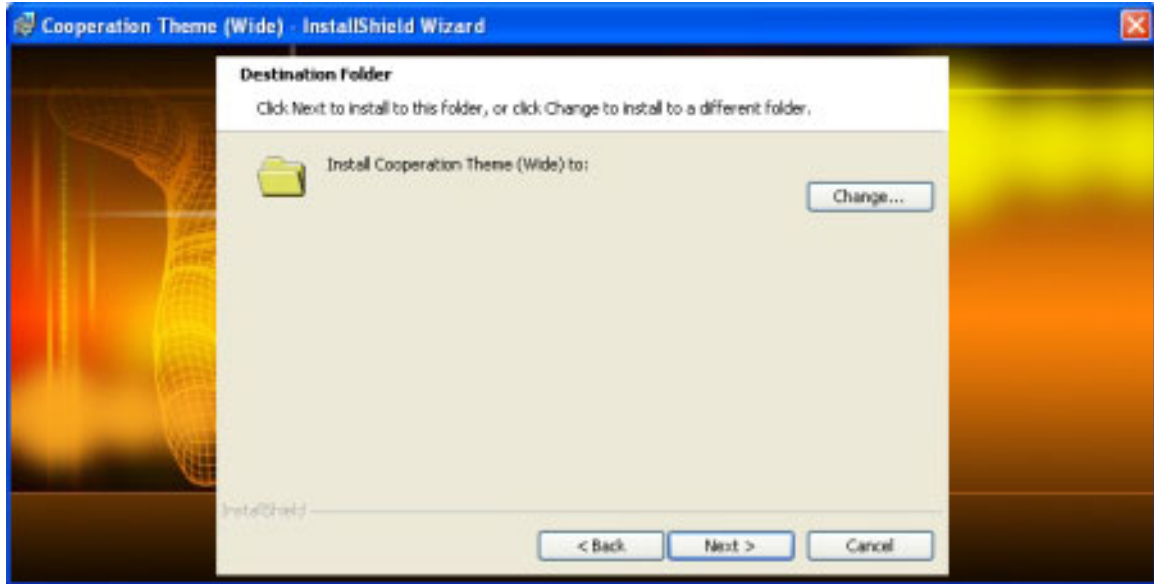 Cooperation Theme (Wide) - InstallShield Wizard
Destination Folder
Click Next to install to this folder, or click Change to install to a different folder.
Install Cooperation Theme (Wide) to:
Change...
InstallShield
< Back
Next >
Cancel